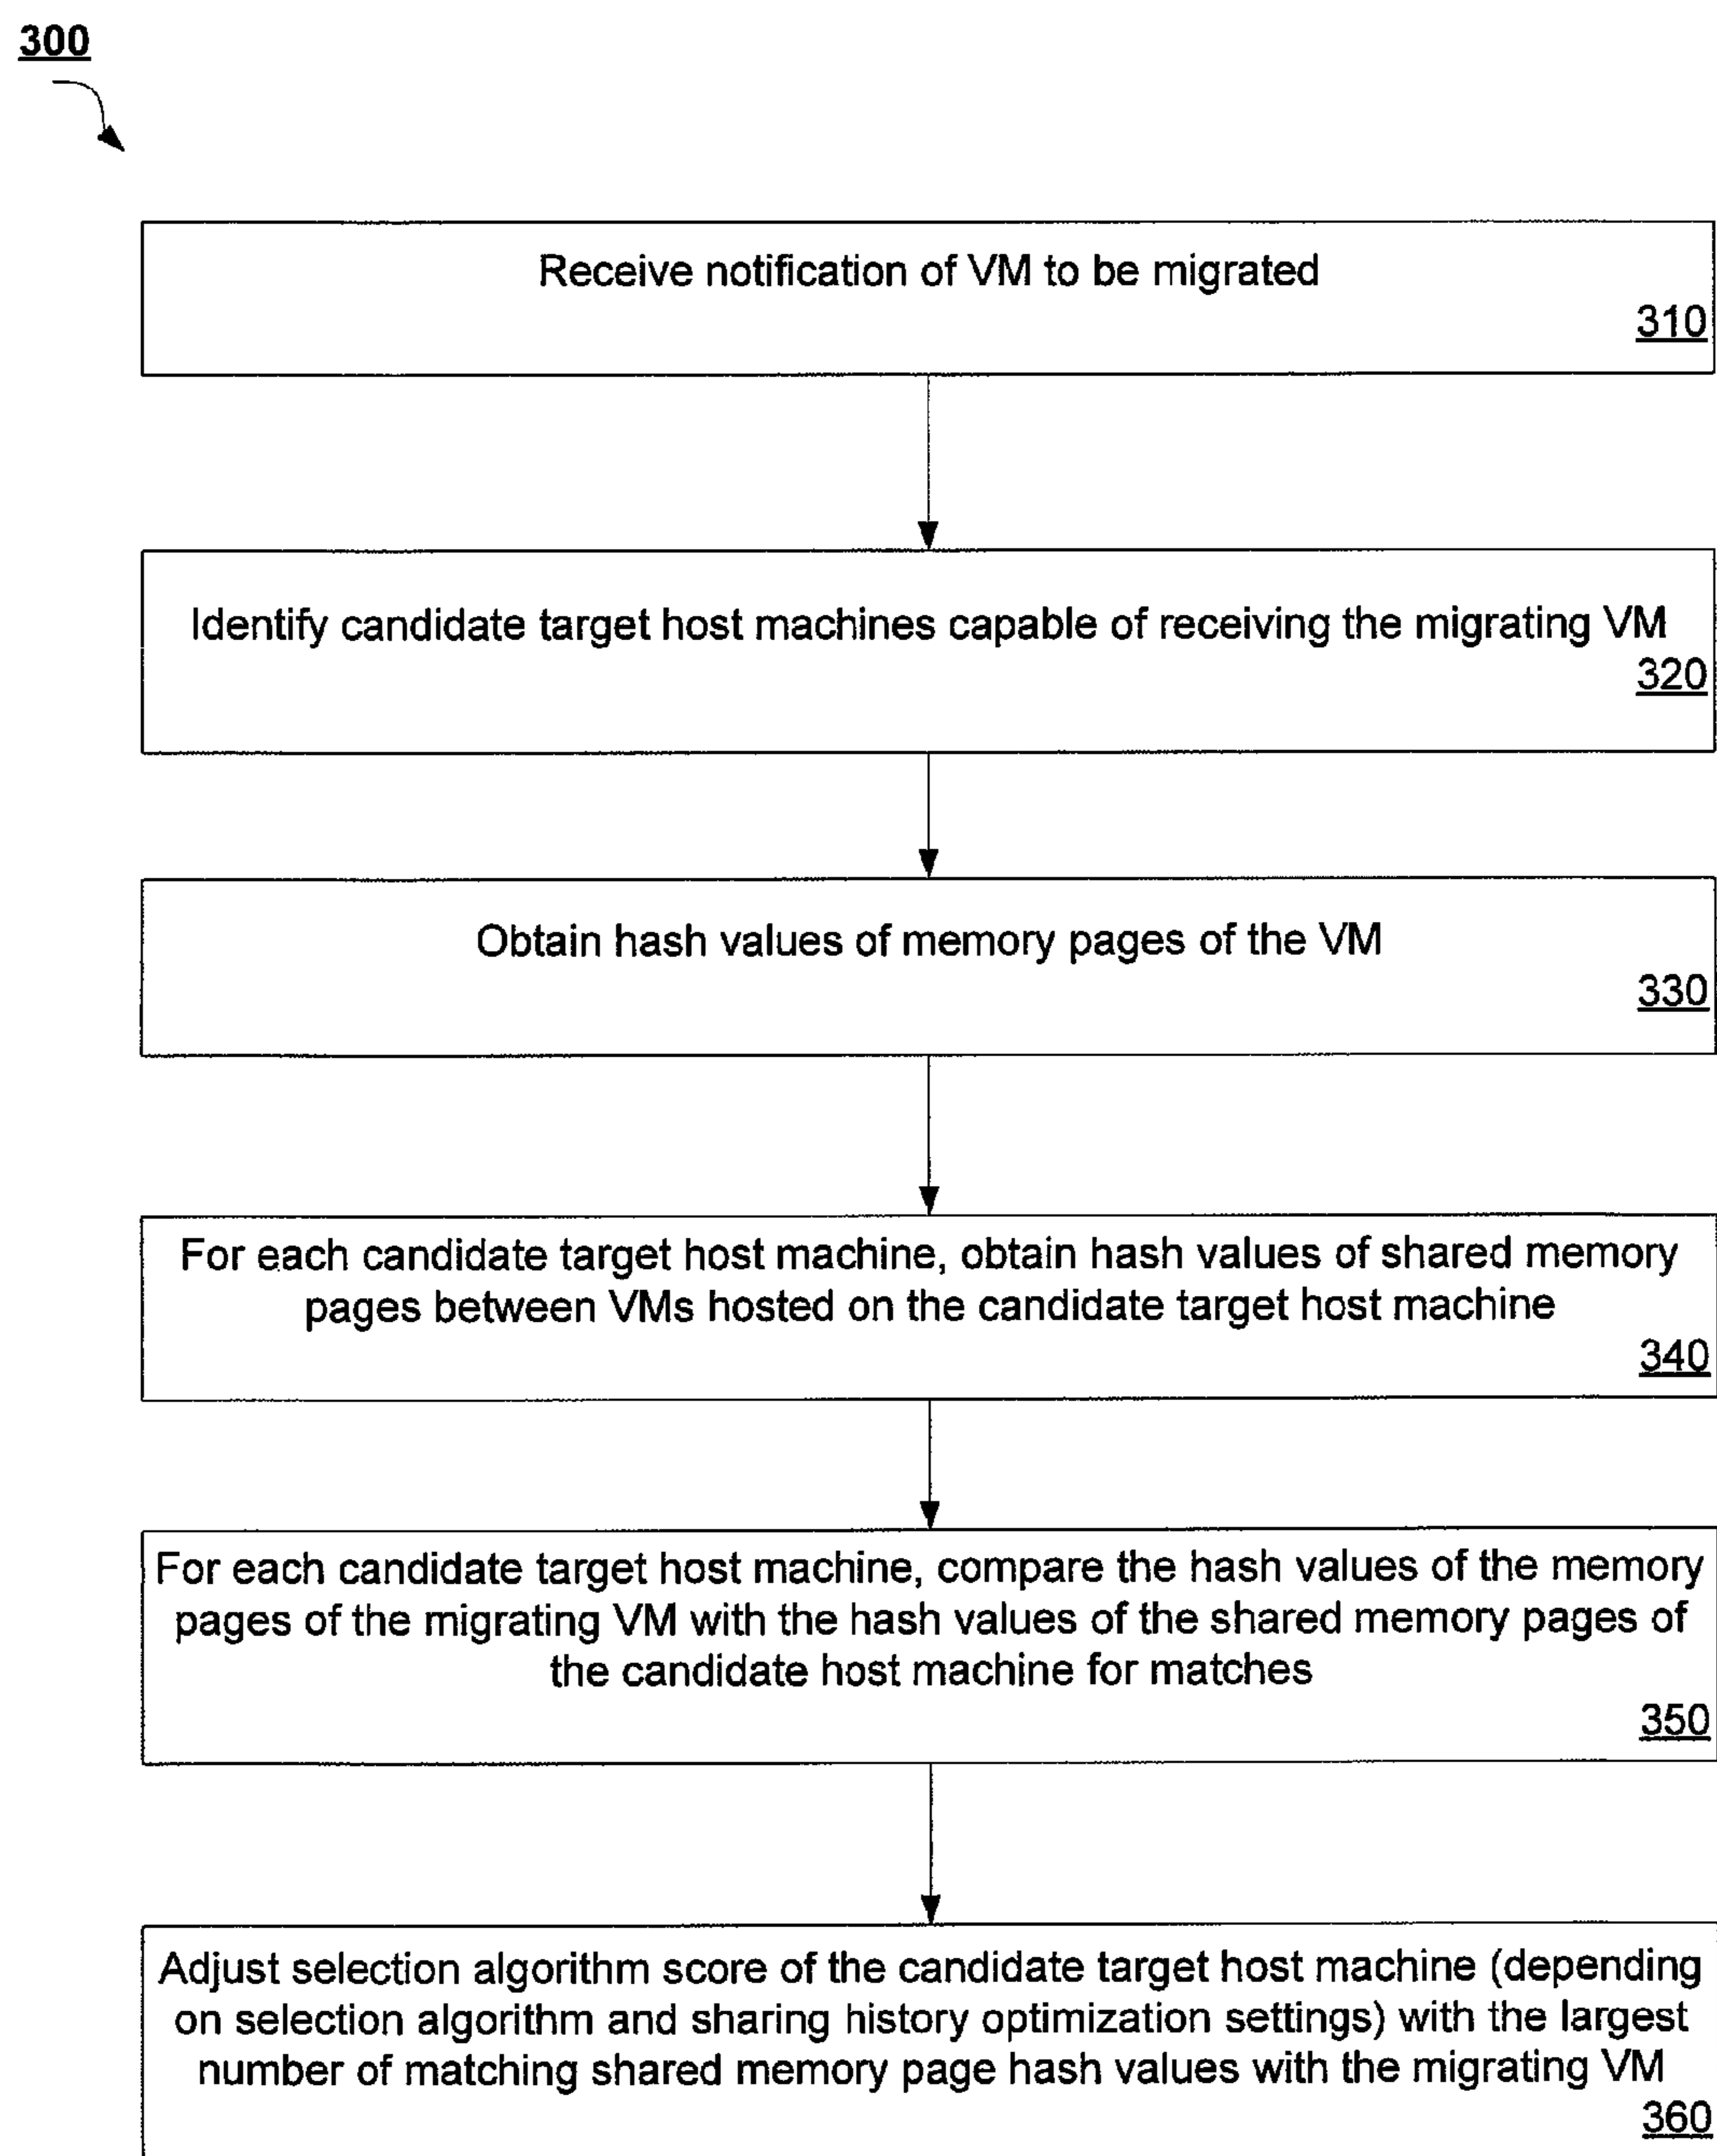 300
Receive notification of VM to be migrated
310
Identify candidate target host machines capable of receiving the migrating VM
320
Obtain hash values of memory pages of the VM
330
For each candidate target host machine, obtain hash values of shared memory
pages between VMs hosted on the candidate target host machine
340
For each candidate target host machine, compare the hash values of the memory
pages of the migrating VM with the hash values of the shared memory pages of
the candidate host machine for matches
350
Adjust selection algorithm score of the candidate target host machine (depending
on selection algorithm and sharing history optimization settings) with the largest
number of matching shared memory page hash values with the migrating VM
360